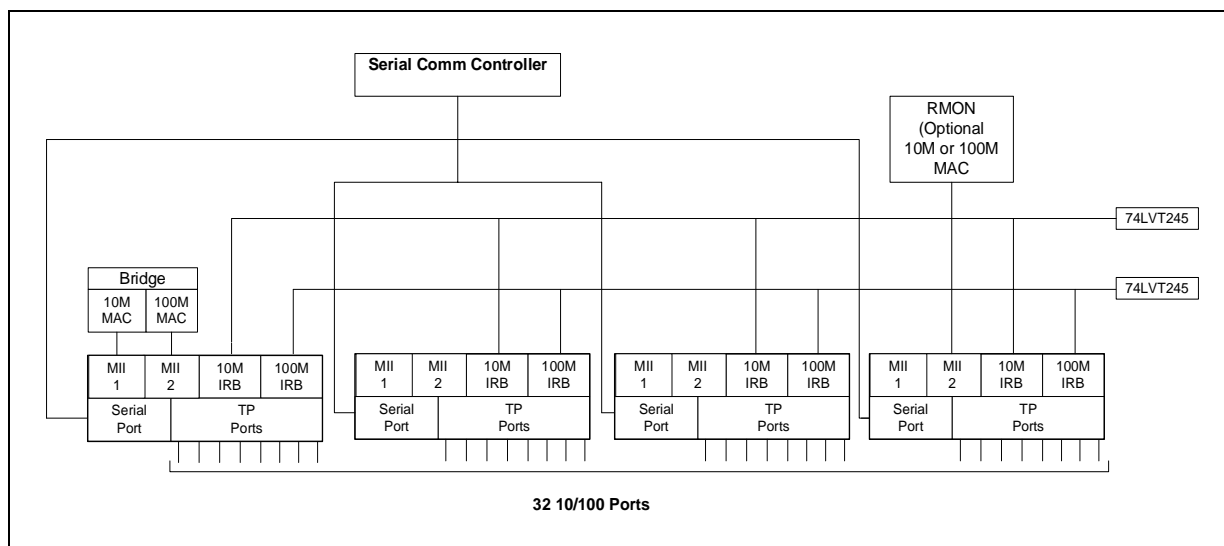 Serial Comm Controller
RMON
(Optional
10M or 100M
MAC
74LVT245
74LVT245
Bridge
10M
MAC
100M
MAC
MII
1
MII
2
10M
IRB
100M
IRB
Serial
Port
TP
Ports
MII
1
MII
2
10M
IRB
100M
IRB
Serial
Port
TP
Ports
MII
1
MII
2
10M
IRB
100M
IRB
Serial
Port
TP
Ports
MII
1
MII
2
10M
IRB
100M
IRB
Serial
Port
TP
Ports
32 10/100 Ports